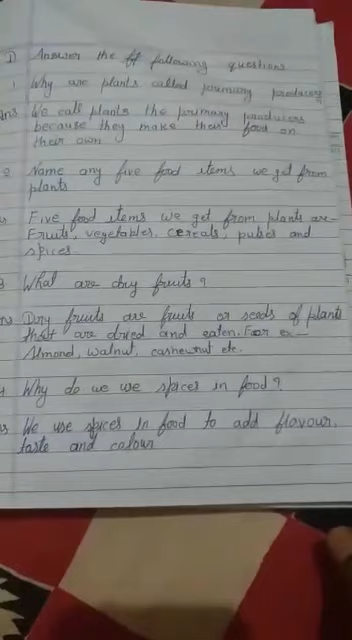 1) Answer the following questions
1 Why are plants called primary producers
Ans We call plants the primary producers
because they make their food on
their own
2 Name any five food items we get from
plants
Five food items we get from plants are-
Fruits, vegetables, cereals, pulses and
spices.
3 What are dry fruits?
Ans Dry fruits are fruits or seeds of plants
that are dried and eaten. For ex-
Almond, walnut, cashewnut etc.
Why do we use spices in food?
We use spices in food to add flavour,
taste and colour